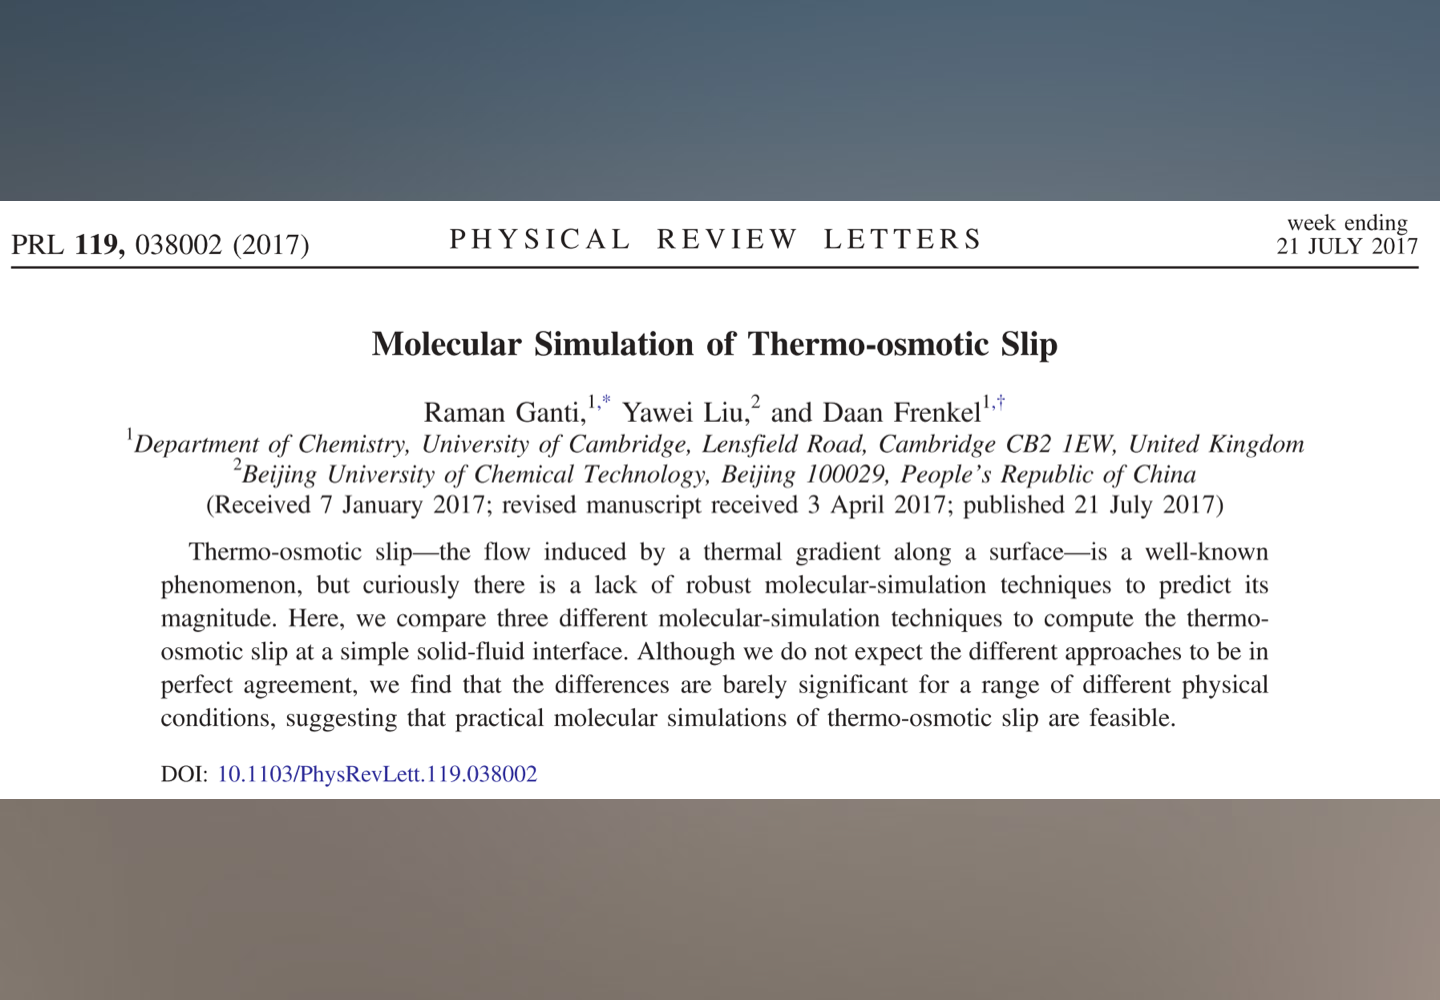 PRL 119, 038002 (2017)
PHYSICAL REVIEW LETTERS
week ending
21 JULY 2017
Molecular Simulation of Thermo-osmotic Slip
Raman Ganti,1,* Yawei Liu,2 and Daan Frenkel1,†
1Department of Chemistry, University of Cambridge, Lensfield Road, Cambridge CB2 1EW, United Kingdom
2Beijing University of Chemical Technology, Beijing 100029, People's Republic of China
(Received 7 January 2017; revised manuscript received 3 April 2017; published 21 July 2017)
Thermo-osmotic slip—the flow induced by a thermal gradient along a surface—is a well-known
phenomenon, but curiously there is a lack of robust molecular-simulation techniques to predict its
magnitude. Here, we compare three different molecular-simulation techniques to compute the thermo-
osmotic slip at a simple solid-fluid interface. Although we do not expect the different approaches to be in
perfect agreement, we find that the differences are barely significant for a range of different physical
conditions, suggesting that practical molecular simulations of thermo-osmotic slip are feasible.
DOI: 10.1103/PhysRevLett.119.038002